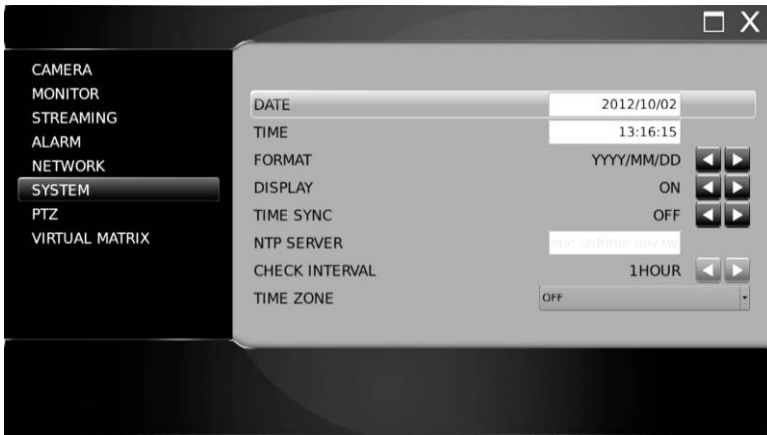 CAMERA
MONITOR
STREAMING
ALARM
NETWORK
SYSTEM
PTZ
VIRTUAL MATRIX
DATE 2012/10/02
TIME 13:16:15
FORMAT YYYY/MM/DD
DISPLAY ON
TIME SYNC OFF
NTP SERVER
CHECK INTERVAL 1HOUR
TIME ZONE OFF